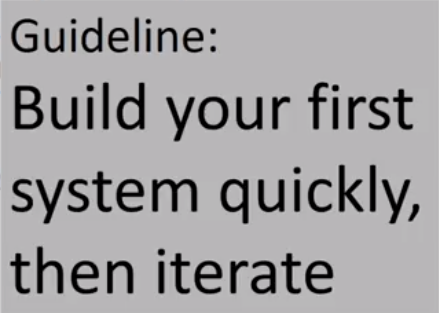 Guideline:
Build your first
system quickly,
then iterate